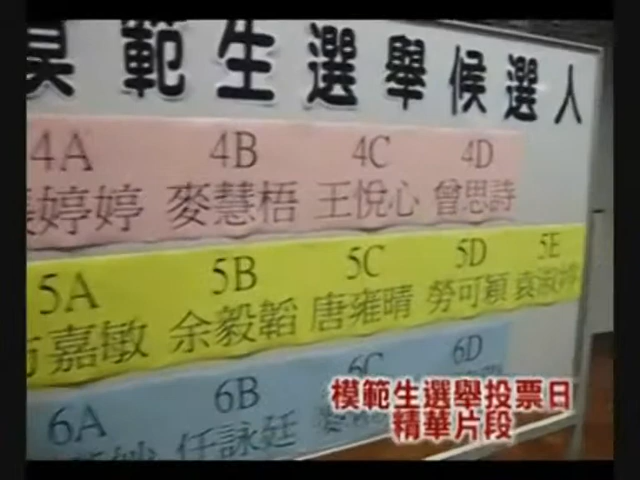 範生選舉候選人
4A 4B 4C 4D
婷婷 麥慧梧 王悅心 曾思詩
5A 5B 5C 5D 5E
嘉敏 余毅韜 唐雍晴 勞可穎 袁淑婷
6A 6B 6C 6D
任詠廷
模範生選舉投票日
精華片段